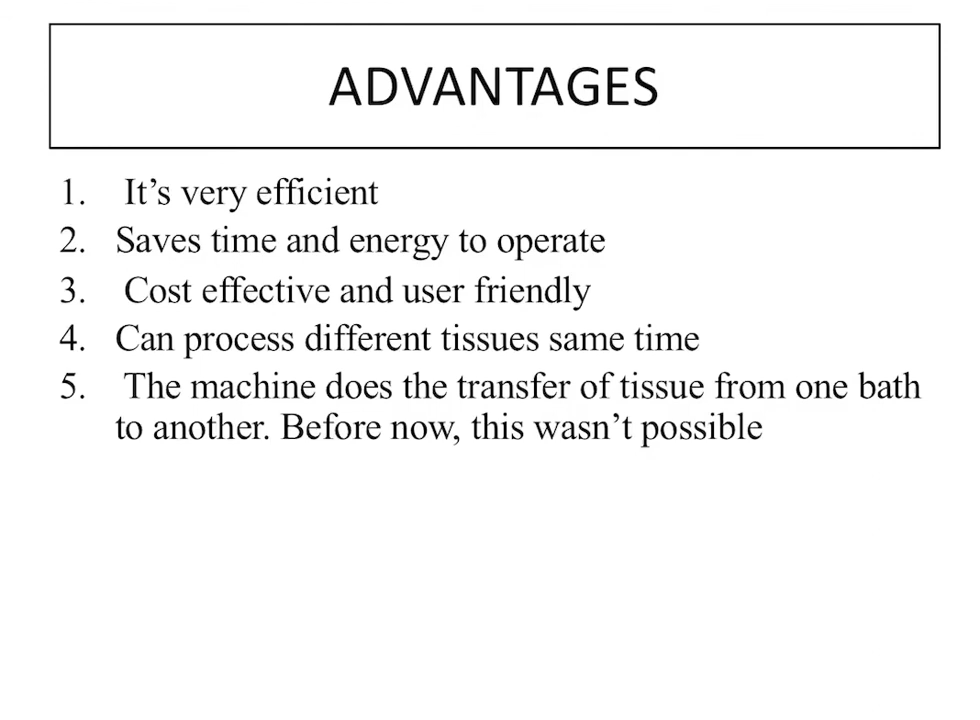 ADVANTAGES
1. It’s very efficient
2. Saves time and energy to operate
3. Cost effective and user friendly
4. Can process different tissues same time
5. The machine does the transfer of tissue from one bath
to another. Before now, this wasn’t possible